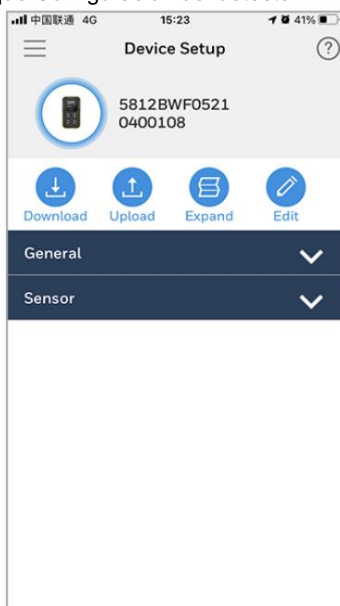 中国联通 4G 15:23 41%
Device Setup
5812BWF0521
0400108
Download Upload Expand Edit
General
Sensor